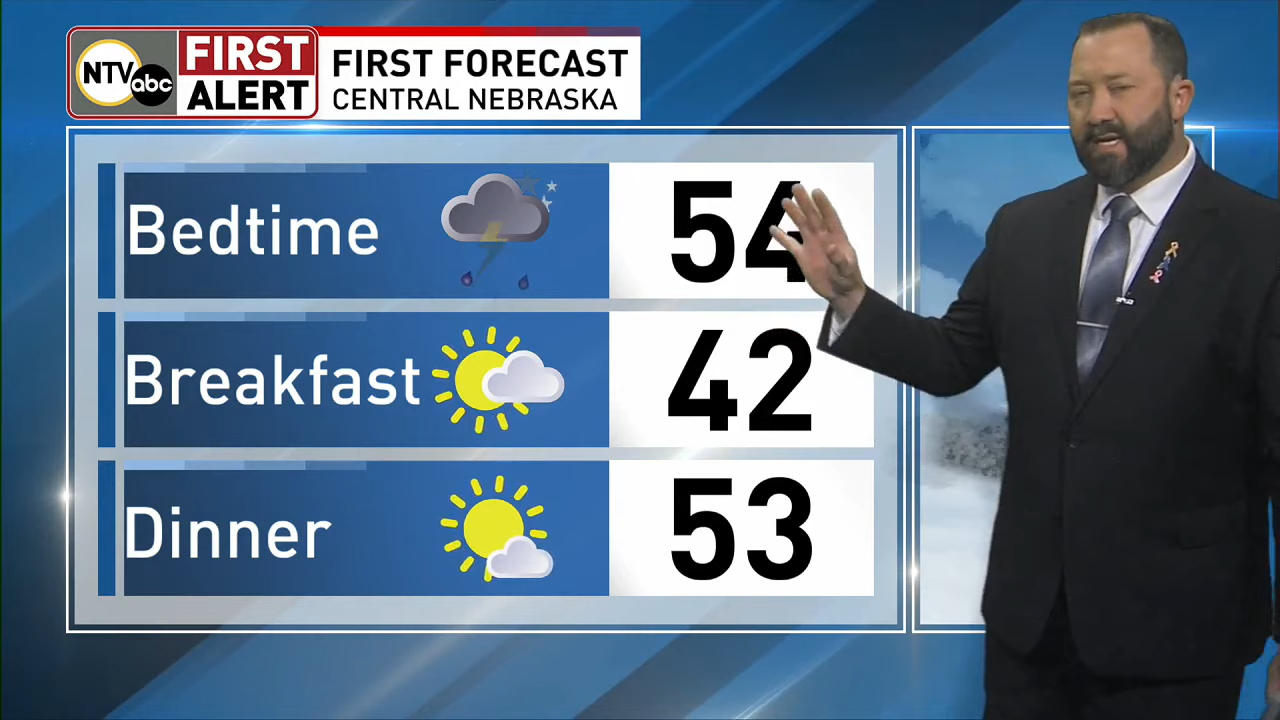 NTV
abc
FIRST
ALERT
FIRST FORECAST
CENTRAL NEBRASKA
Bedtime
54
Breakfast
42
Dinner
53